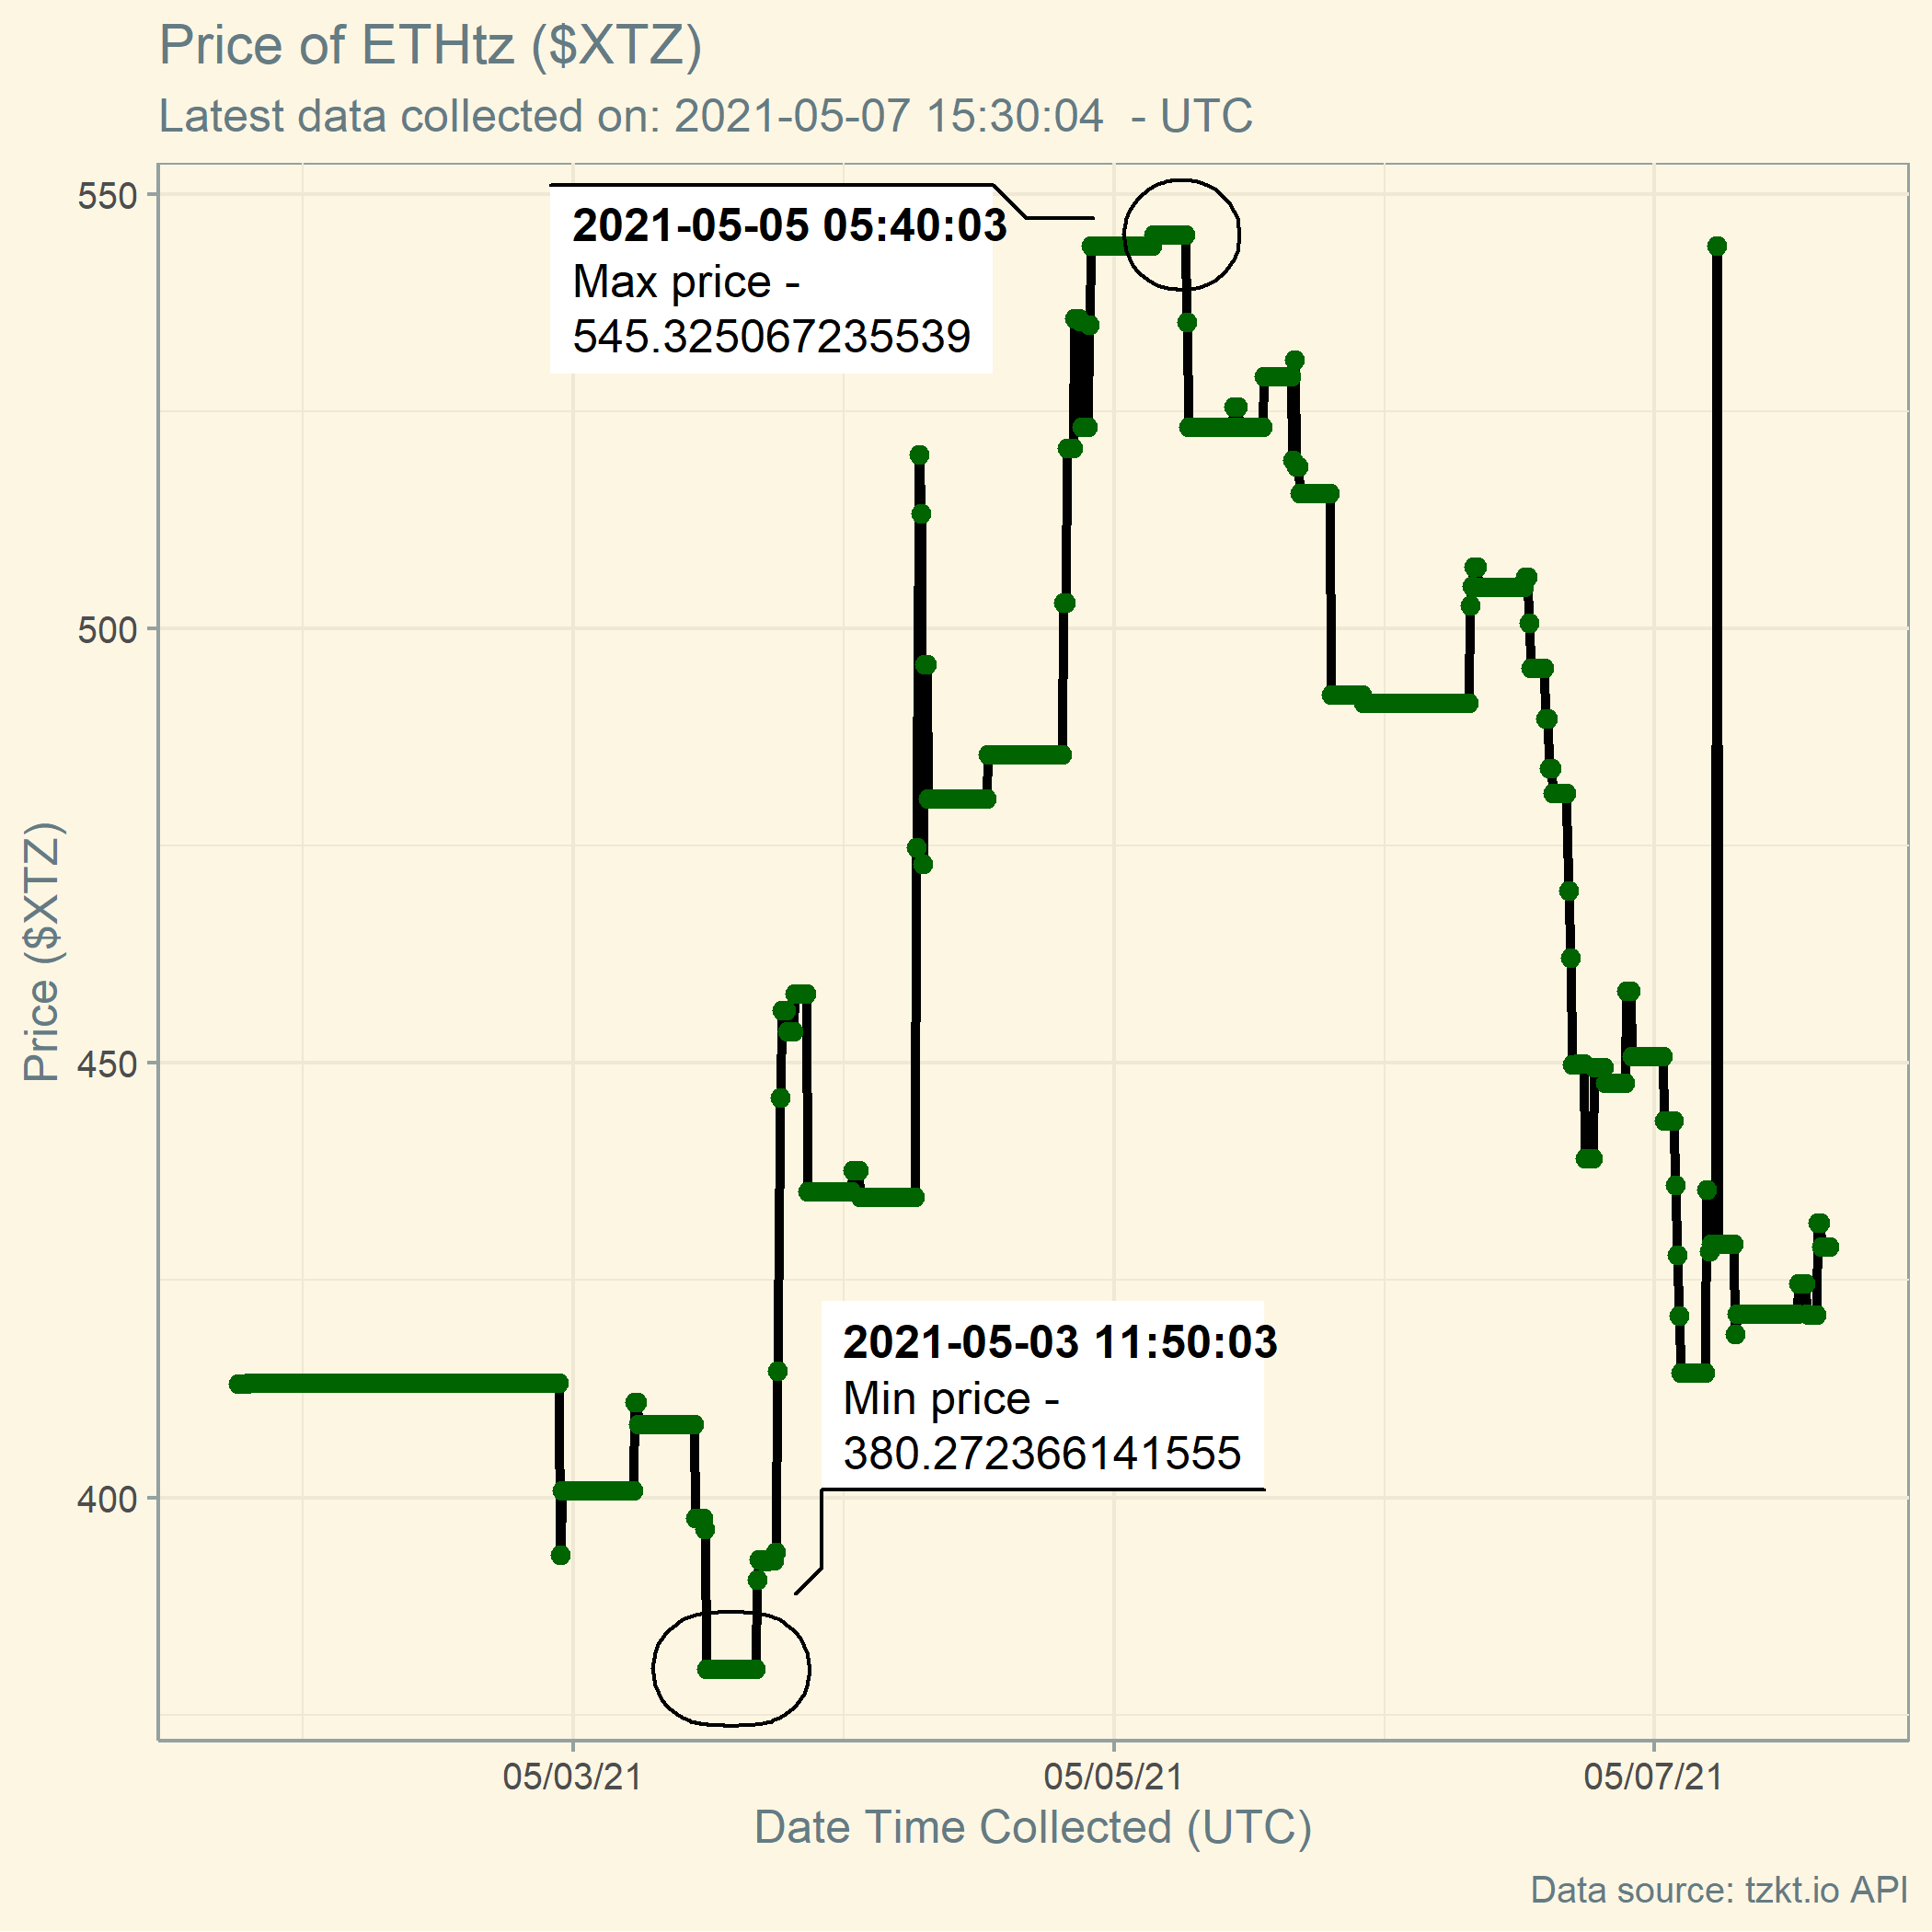 Price of ETHtz ($XTZ)
Latest data collected on: 2021-05-07 15:30:04  - UTC
550
500
450
400
Price ($XTZ)
2021-05-05 05:40:03
Max price -
545.325067235539
2021-05-03 11:50:03
Min price -
380.272366141555
05/03/21
05/05/21
05/07/21
Date Time Collected (UTC)
Data source: tzkt.io API